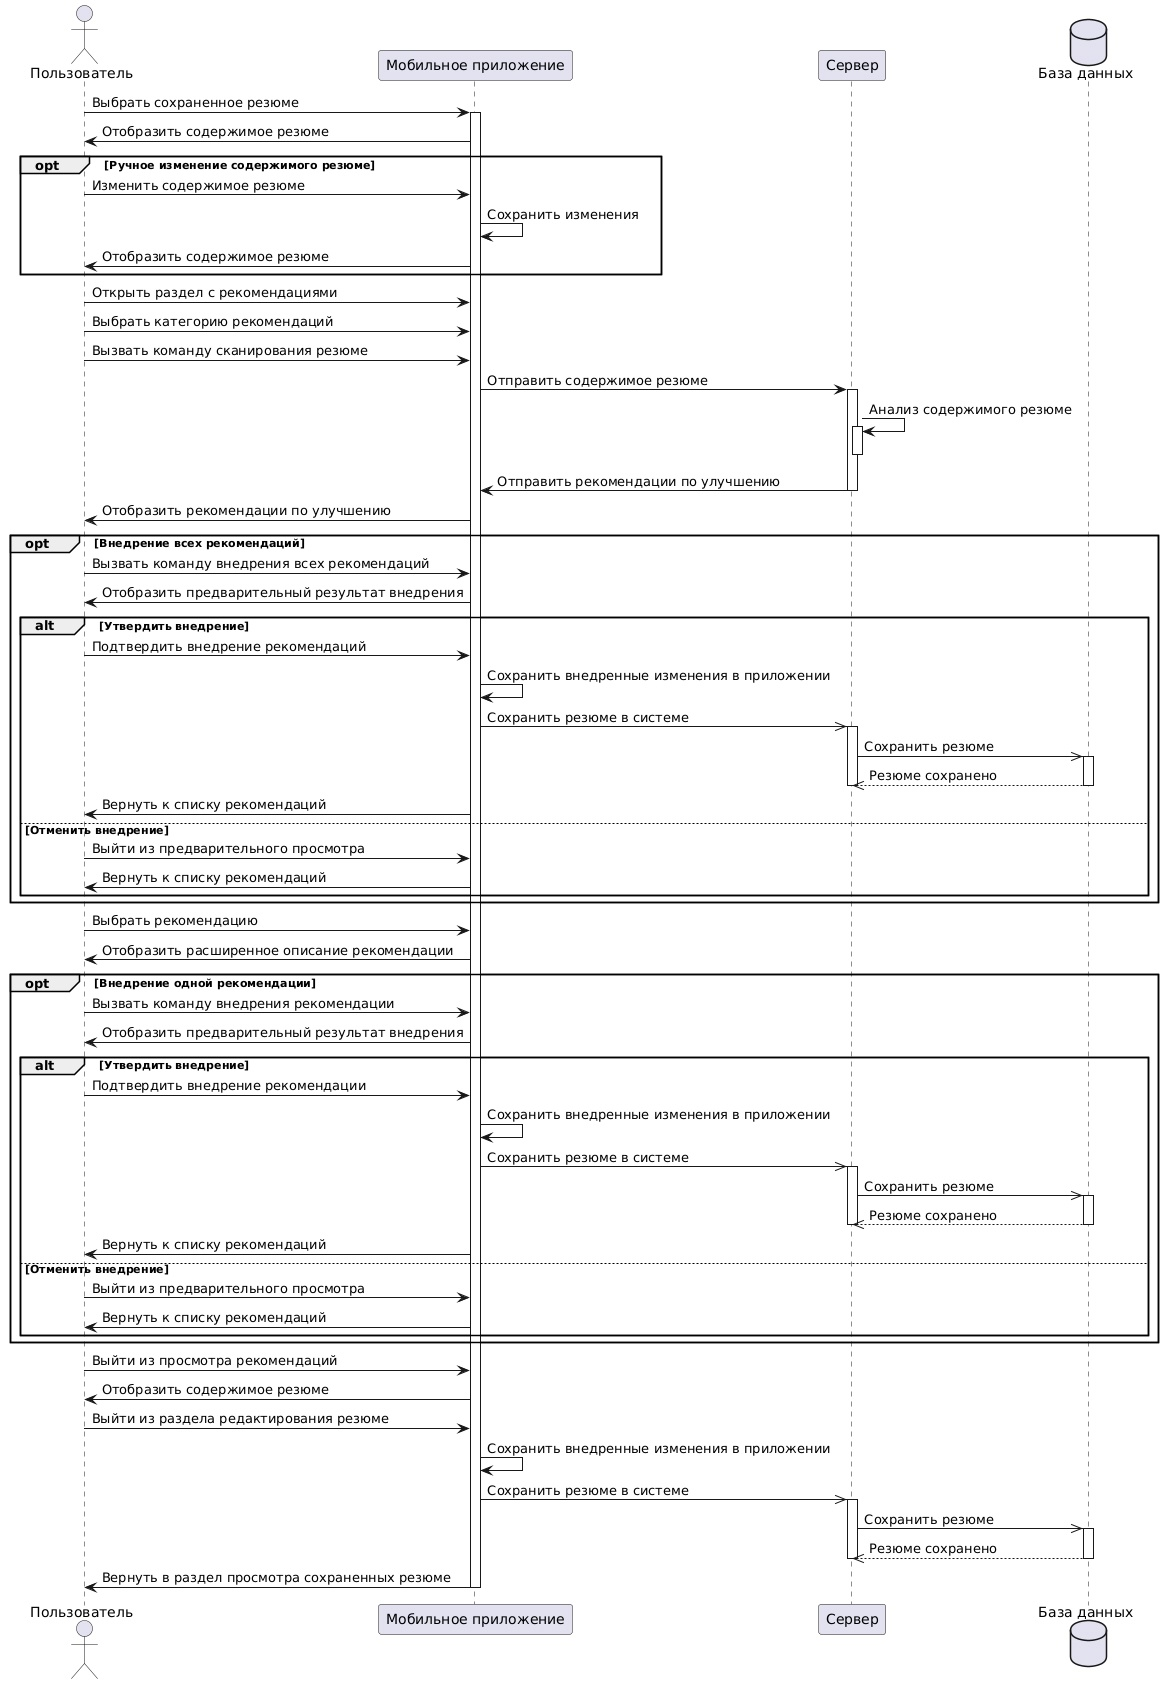 Пользователь
Мобильное приложение
Сервер
База данных
Выбрать сохраненное резюме
Отобразить содержимое резюме
opt
[Ручное изменение содержимого резюме]
Изменить содержимое резюме
Сохранить изменения
Отобразить содержимое резюме
Открыть раздел с рекомендациями
Выбрать категорию рекомендаций
Вызвать команду сканирования резюме
Отправить содержимое резюме
Анализ содержимого резюме
Отправить рекомендации по улучшению
Отобразить рекомендации по улучшению
opt
[Внедрение всех рекомендаций]
Вызвать команду внедрения всех рекомендаций
Отобразить предварительный результат внедрения
alt
[Утвердить внедрение]
Подтвердить внедрение рекомендаций
Сохранить внедренные изменения в приложении
Сохранить резюме в системе
Сохранить резюме
Резюме сохранено
Вернуть к списку рекомендаций
[Отменить внедрение]
Выйти из предварительного просмотра
Вернуть к списку рекомендаций
Выбрать рекомендацию
Отобразить расширенное описание рекомендации
opt
[Внедрение одной рекомендации]
Вызвать команду внедрения рекомендации
Отобразить предварительный результат внедрения
alt
[Утвердить внедрение]
Подтвердить внедрение рекомендации
Сохранить внедренные изменения в приложении
Сохранить резюме в системе
Сохранить резюме
Резюме сохранено
Вернуть к списку рекомендаций
[Отменить внедрение]
Выйти из предварительного просмотра
Вернуть к списку рекомендаций
Выйти из просмотра рекомендаций
Отобразить содержимое резюме
Выйти из раздела редактирования резюме
Сохранить внедренные изменения в приложении
Сохранить резюме в системе
Сохранить резюме
Резюме сохранено
Вернуть в раздел просмотра сохраненных резюме
Пользователь
Мобильное приложение
Сервер
База данных